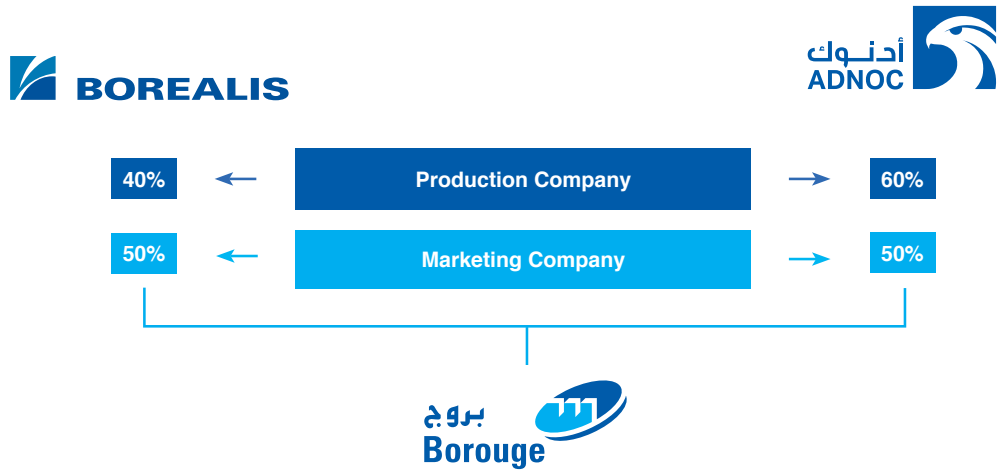 BOREALIS
أدنوك
ADNOC
40%
Production Company
60%
50%
Marketing Company
50%
بروج
Borouge